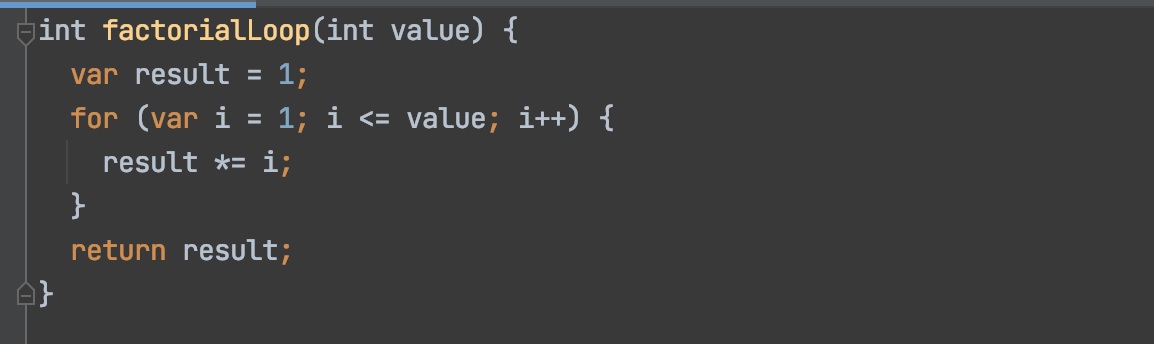 int factorialLoop(int value) {
  var result = 1;
  for (var i = 1; i <= value; i++) {
    result *= i;
  }
  return result;
}